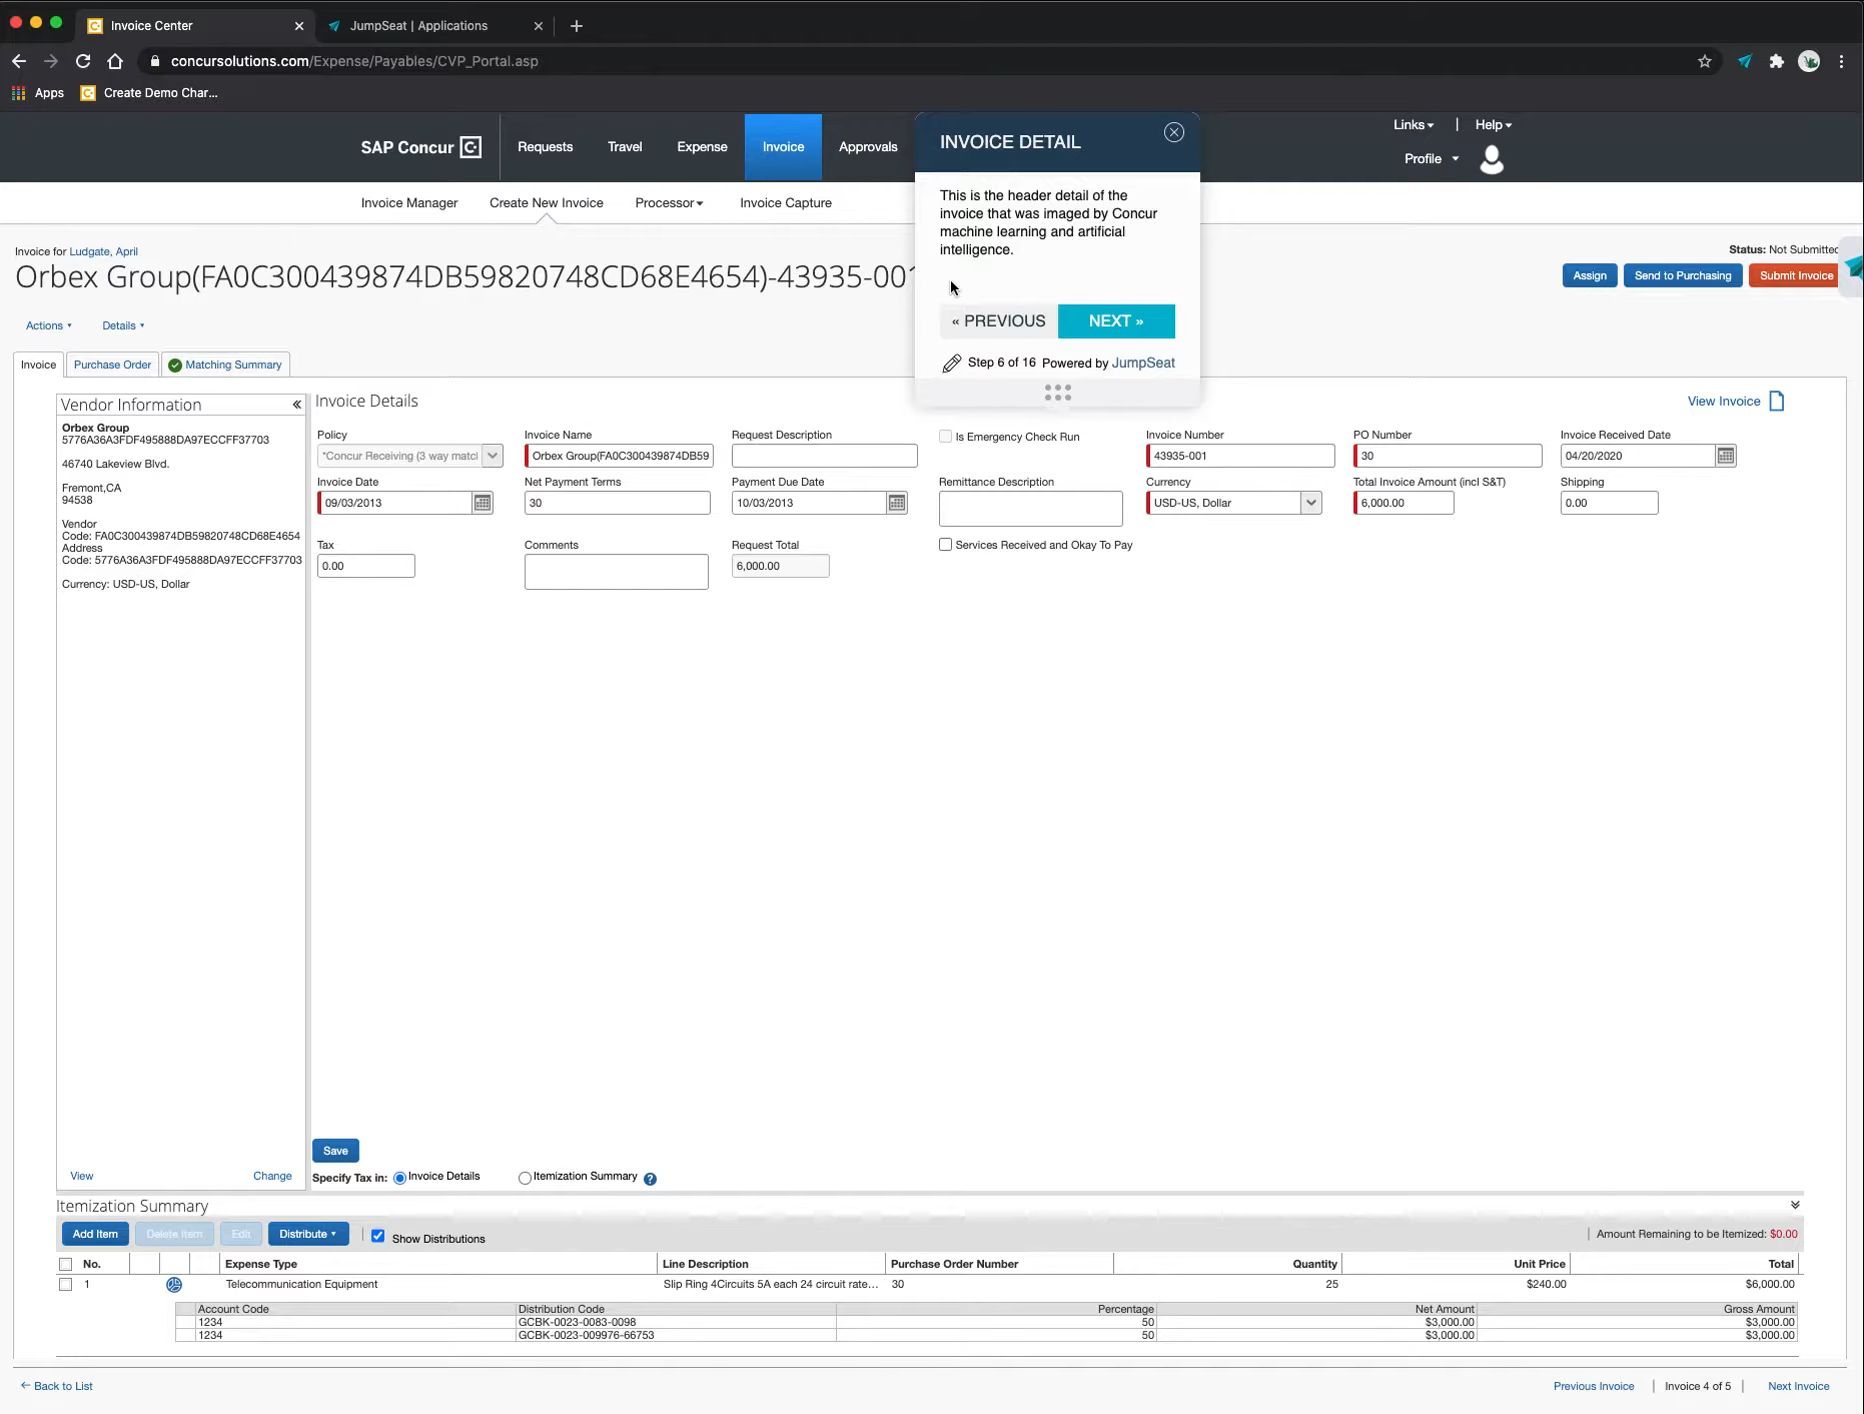 Invoice Center
JumpSeat | Applications
concursolutions.com/Expense/Payables/CVP_Portal.asp
Apps
Create Demo Char...
SAP Concur
Requests
Travel
Expense
Invoice
Approvals
Links
|
Help
Profile
Invoice Manager
Create New Invoice
Processor
Invoice Capture
INVOICE DETAIL
This is the header detail of the
invoice that was imaged by Concur
machine learning and artificial
intelligence.
« PREVIOUS
NEXT »
Step 6 of 16 Powered by JumpSeat
Invoice for Ludgate, April
Orbex Group(FA0C300439874DB59820748CD68E4654)-43935-001
Status: Not Submitted
Assign
Send to Purchasing
Submit Invoice
Actions
Details
Invoice
Purchase Order
Matching Summary
Vendor Information
«
Orbex Group
5776A36A3FDF495888DA97ECCFF37703
46740 Lakeview Blvd.
Fremont,CA
94538
Vendor
Code: FA0C300439874DB59820748CD68E4654
Address
Code: 5776A36A3FDF495888DA97ECCFF37703
Currency: USD-US, Dollar
View
Change
Invoice Details
View Invoice
Policy
*Concur Receiving (3 way matcl
Invoice Name
Orbex Group(FA0C300439874DB59
Request Description
Is Emergency Check Run
Invoice Number
43935-001
PO Number
30
Invoice Received Date
04/20/2020
Invoice Date
09/03/2013
Net Payment Terms
30
Payment Due Date
10/03/2013
Remittance Description
Currency
USD-US, Dollar
Total Invoice Amount (incl S&T)
6,000.00
Shipping
0.00
Tax
0.00
Comments
Request Total
6,000.00
Services Received and Okay To Pay
Save
Specify Tax in: Invoice Details Itemization Summary ?
Itemization Summary
Add Item
Delete Item
Edit
Distribute
Show Distributions
Amount Remaining to be Itemized: $0.00
No. Expense Type Line Description Purchase Order Number Quantity Unit Price Total
1 Telecommunication Equipment Slip Ring 4Circuits 5A each 24 circuit rate... 30 25 $240.00 $6,000.00
Account Code Distribution Code Percentage Net Amount Gross Amount
1234 GCBK-0023-0083-0098 50 $3,000.00 $3,000.00
1234 GCBK-0023-009976-66753 50 $3,000.00 $3,000.00
Back to List
Previous Invoice | Invoice 4 of 5 | Next Invoice